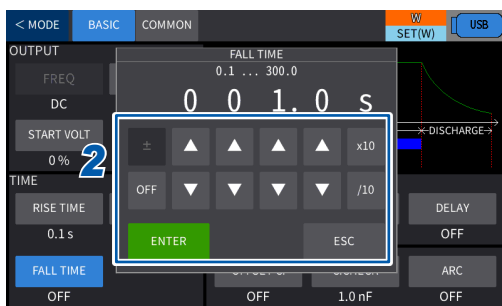 < MODE BASIC COMMON W SET(W) USB
OUTPUT
FALL TIME
0.1 ... 300.0
FREQ
DC
0 0 1. 0 s
START VOLT
0 %
DISCHARGE
2
± x10
OFF /10
TIME
RISE TIME
0.1 s
DELAY
OFF
ENTER ESC
FALL TIME
OFF
OFF
1.0 nF
ARC
OFF